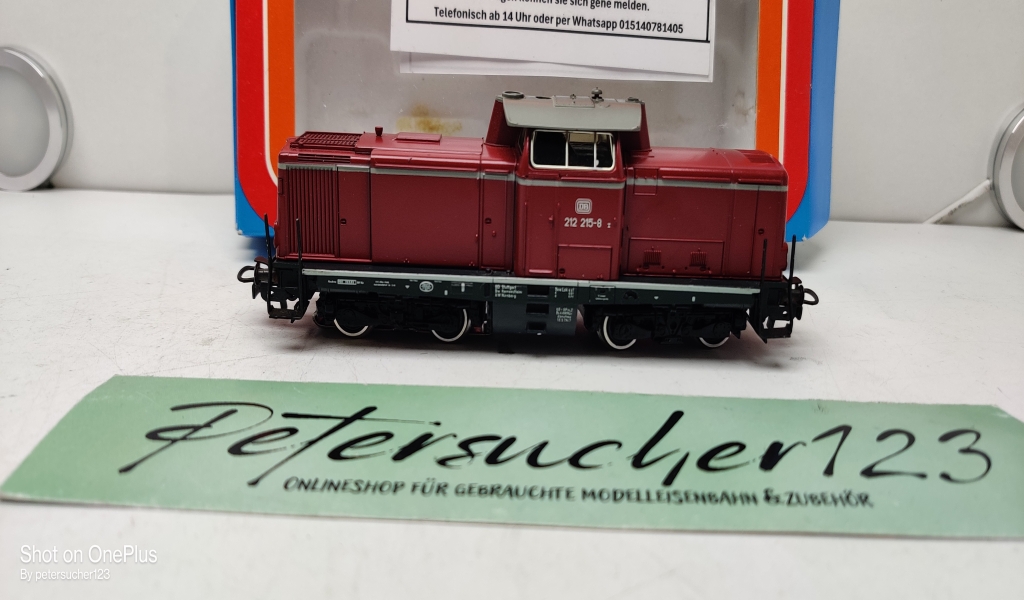 können sie sich gene melden.
Telefonisch ab 14 Uhr oder per Whatsapp 015140781405
DB
212 215-8
Petersucher123
ONLINESHOP FÜR GEBRAUCHTE MODELLEISENBAHN & ZUBEHÖR
Shot on OnePlus
By petersucher123